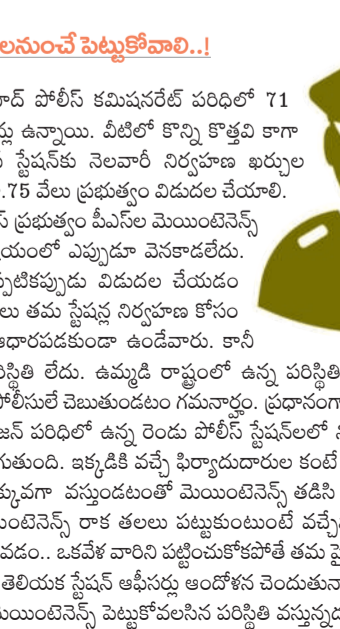 లనుంచే పెట్టుకోవాలి..!
పోలీస్ కమిషనరేట్ పరిధిలో 71
ఉన్నాయి. వీటిలో కొన్ని కొత్తవి కాగా
స్టేషన్‌కు నెలవారీ నిర్వహణ ఖర్చుల
.75 వేలు ప్రభుత్వం విడుదల చేయాలి.
ప్రభుత్వం పీఎస్‌ల మెయింటెనెన్స్
ఎప్పుడూ వెనకాడలేదు.
విడుదల చేయడం
లు తమ స్టేషన్ల నిర్వహణ కోసం
ఆధారపడకుండా ఉండేవారు. కానీ
లేదు. ఉమ్మడి రాష్ట్రంలో ఉన్న పరిస్థితి
పోలీసులే చెబుతుండటం గమనార్హం. ప్రధానంగా
జన్ పరిధిలో ఉన్న రెండు పోలీస్ స్టేషన్‌లలో
గుతుంది. ఇక్కడికి వచ్చే ఫిర్యాదుదారుల కంటే
క్కువగా వస్తుండటంతో మెయింటెనెన్స్ తడిసి
యింటెనెన్స్ రాక తలలు పట్టుకుంటుంటే వచ్చే
వడం.. ఒకవేళ వారిని పట్టించుకోకపోతే తమ పై
తెలియక స్టేషన్ ఆఫీసర్లు ఆందోళన చెందుతున్నా
మెయింటెనెన్స్ పెట్టుకోవలసిన పరిస్థితి వస్తున్నద